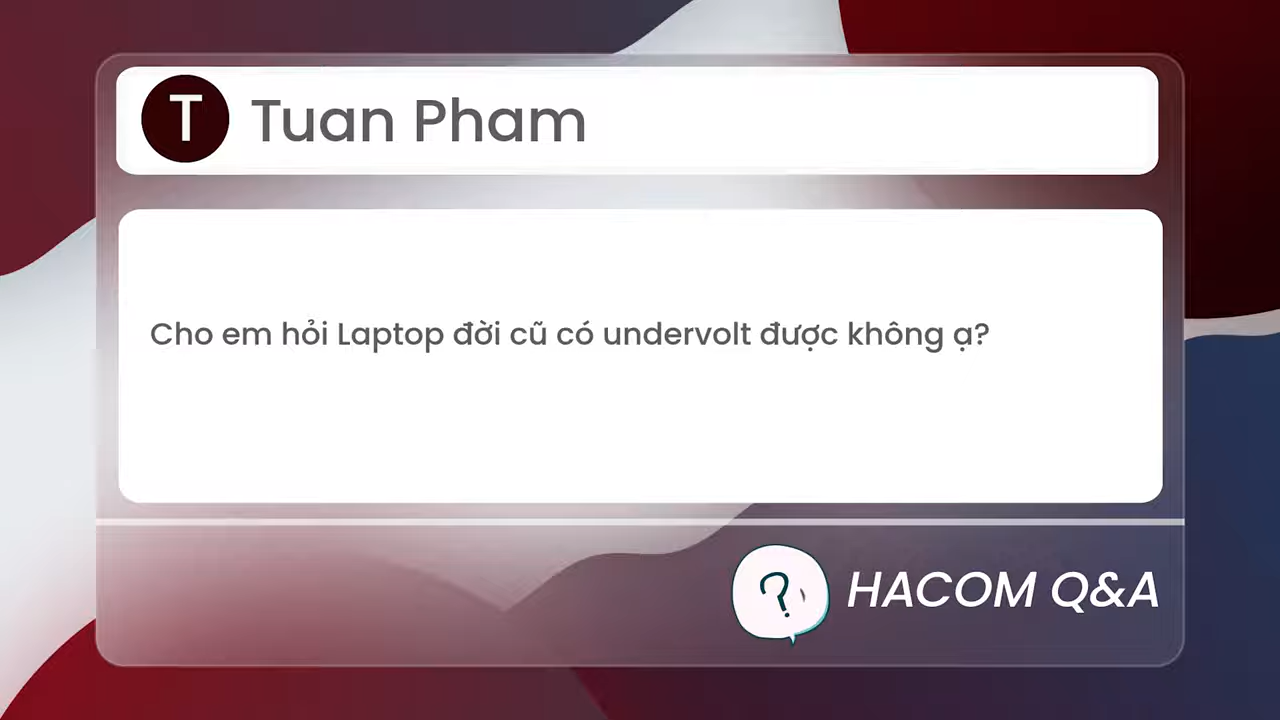 T
Tuan Pham
Cho em hỏi Laptop đời cũ có undervolt được không ạ?
?
HACOM Q&A